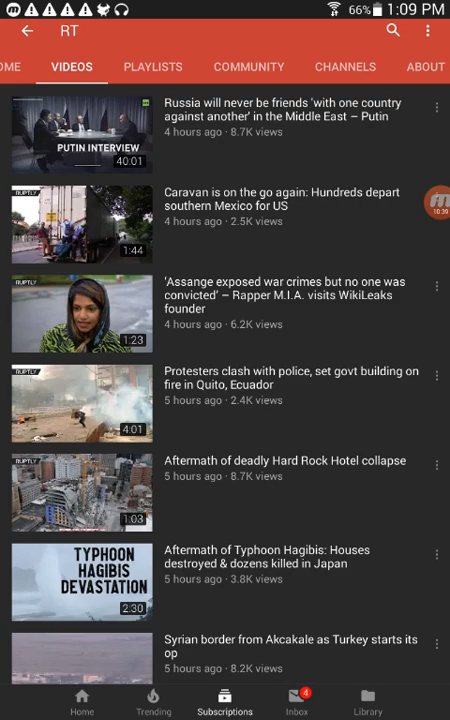 66% 1:09 PM
RT
OME VIDEOS PLAYLISTS COMMUNITY CHANNELS ABOUT
PUTIN INTERVIEW
40:01
Russia will never be friends 'with one country
against another' in the Middle East – Putin
4 hours ago · 8.7K views
RUPTLY
1:44
Caravan is on the go again: Hundreds depart
southern Mexico for US
4 hours ago · 2.5K views
10:39
RUPTLY
1:23
'Assange exposed war crimes but no one was
convicted' – Rapper M.I.A. visits WikiLeaks
founder
4 hours ago · 6.2K views
RUPTLY
4:01
Protesters clash with police, set govt building on
fire in Quito, Ecuador
5 hours ago · 2.4K views
RUPTLY
1:03
Aftermath of deadly Hard Rock Hotel collapse
5 hours ago · 8.7K views
TYPHOON
HAGIBIS
DEVASTATION
2:30
Aftermath of Typhoon Hagibis: Houses
destroyed & dozens killed in Japan
5 hours ago · 3.8K views
RUPTLY
Syrian border from Akcakale as Turkey starts its
op
5 hours ago · 8.2K views
4
Home Trending Subscriptions Inbox Library